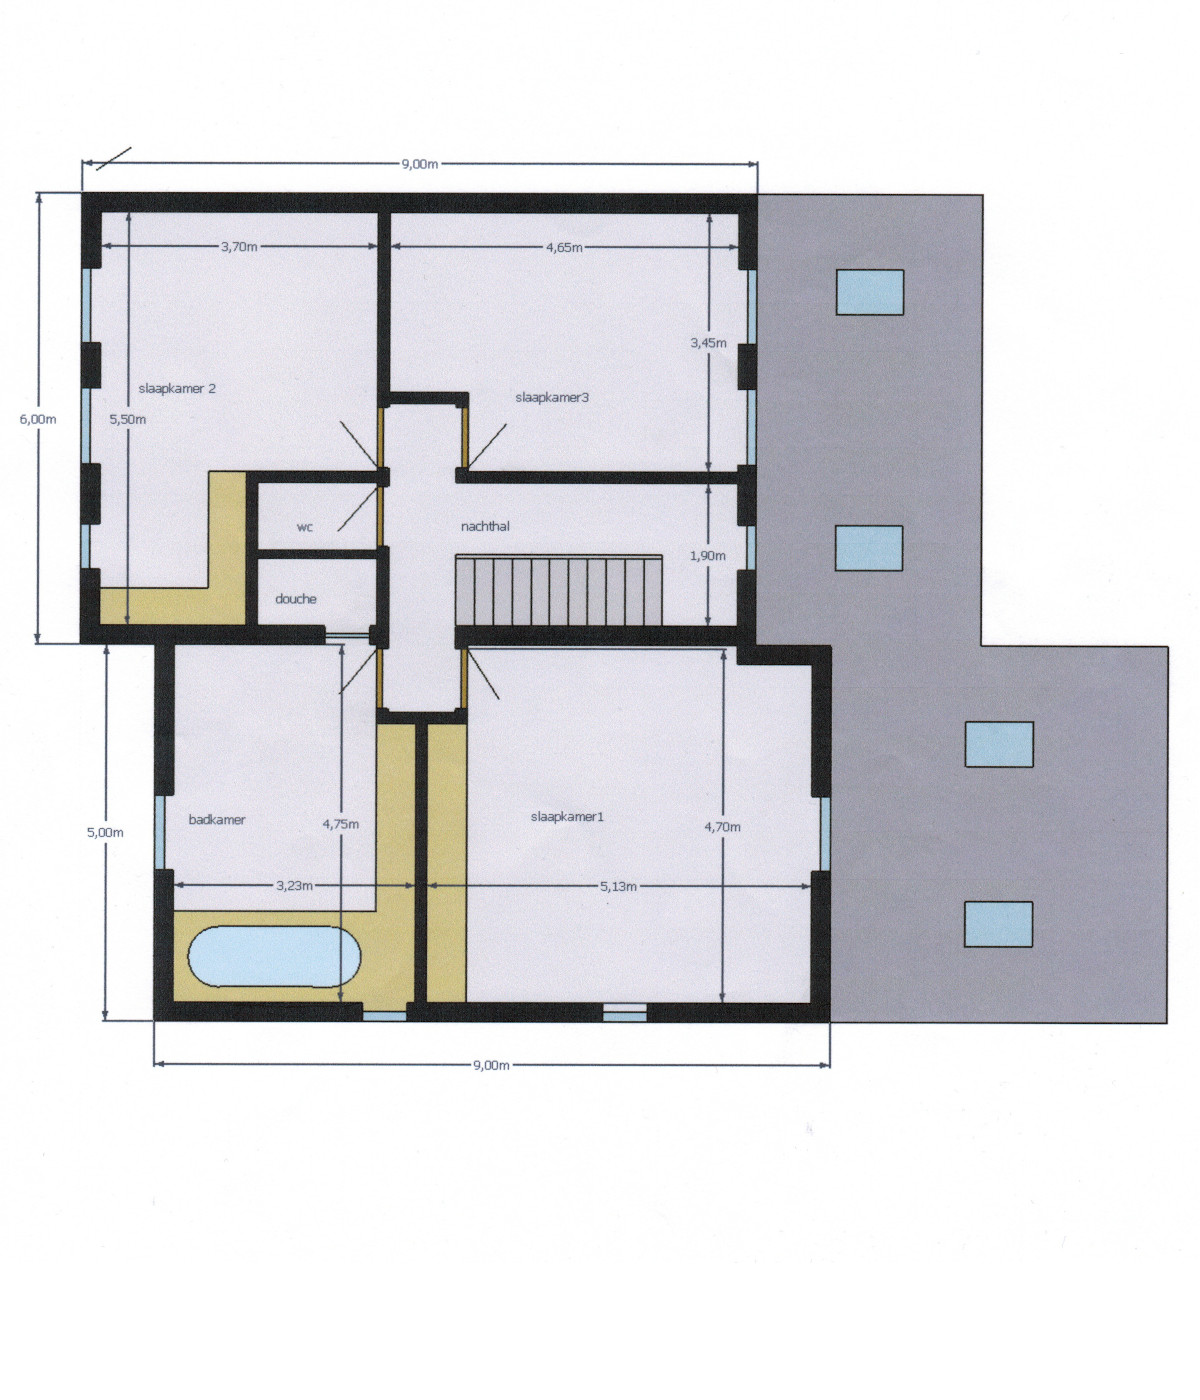 9,00m
3,70m
4,65m
3,45m
slaapkamer 2
slaapkamer3
6,00m
5,50m
wc
nachthal
1,90m
douche
badkamer
slaapkamer1
4,75m
4,70m
5,00m
3,23m
5,13m
9,00m